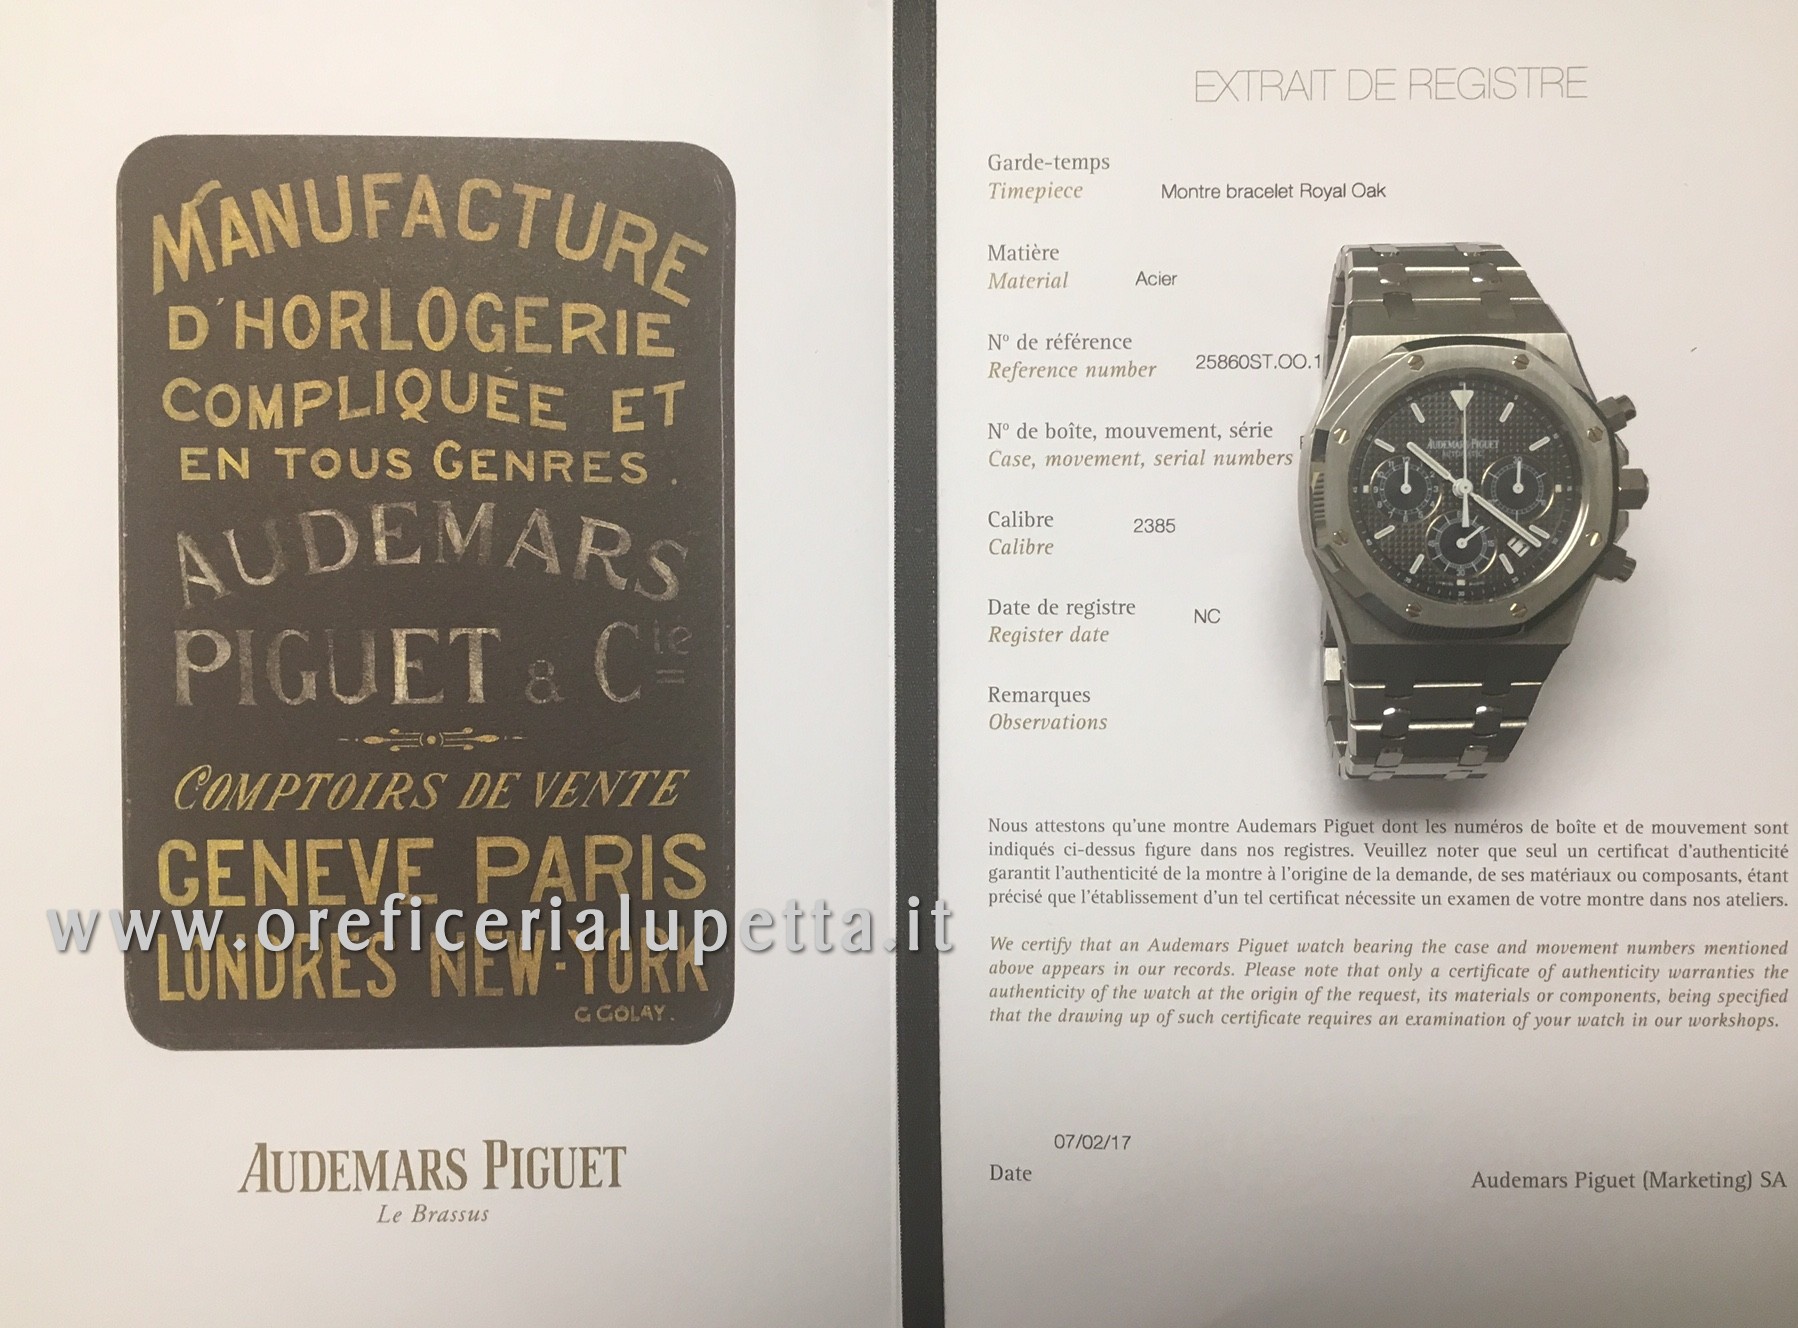 MANUFACTURE
D'HORLOGERIE
COMPLIQUEE ET
EN TOUS GENRES.
AUDEMARS
PIGUET & Cie
COMPTOIRS DE VENTE
GENEVE PARIS
www.oreficerialupetta.it
LONDRES NEW-YORK
G GOLAY.
AUDEMARS PIGUET
Le Brassus
EXTRAIT DE REGISTRE
Garde-temps
Timepiece Montre bracelet Royal Oak
Matière
Material Acier
N° de référence
Reference number 25860ST.OO.1
N° de boîte, mouvement, série
Case, movement, serial numbers
Calibre 2385
Calibre
Date de registre
Register date NC
Remarques
Observations
AUDEMARS PIGUET
AUTOMATIC
Nous attestons qu'une montre Audemars Piguet dont les numéros de boîte et de mouvement sont
indiqués ci-dessus figure dans nos registres. Veuillez noter que seul un certificat d'authenticité
garantit l'authenticité de la montre à l'origine de la demande, de ses matériaux ou composants, étant
précisé que l'établissement d'un tel certificat nécessite un examen de votre montre dans nos ateliers.
We certify that an Audemars Piguet watch bearing the case and movement numbers mentioned
above appears in our records. Please note that only a certificate of authenticity warranties the
authenticity of the watch at the origin of the request, its materials or components, being specified
that the drawing up of such certificate requires an examination of your watch in our workshops.
07/02/17
Date
Audemars Piguet (Marketing) SA